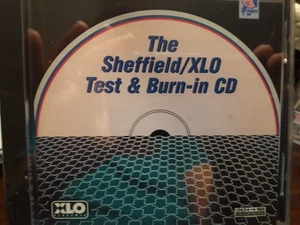 The
Sheffield/XLO
Test & Burn-in CD
XLO